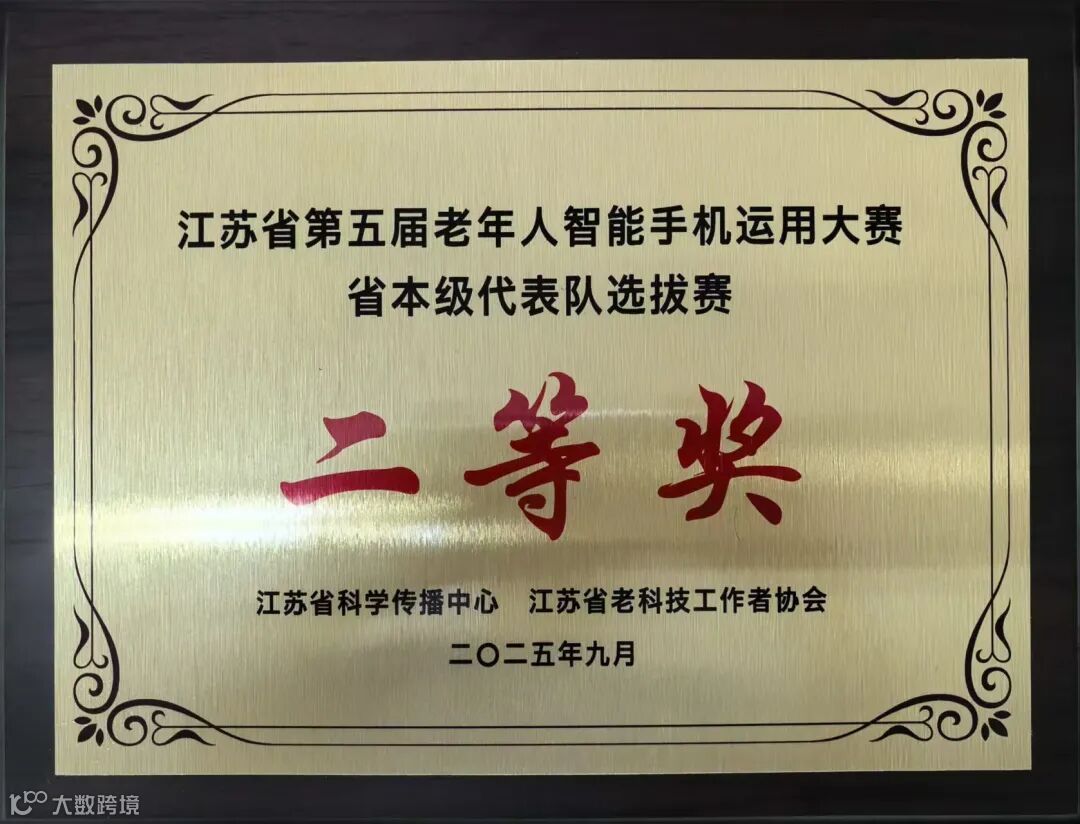 江苏省第五届老年人智能手机运用大赛
省本级代表队选拔赛
二等奖
江苏省科学传播中心 江苏省老科技工作者协会
二〇二五年九月
大数跨境